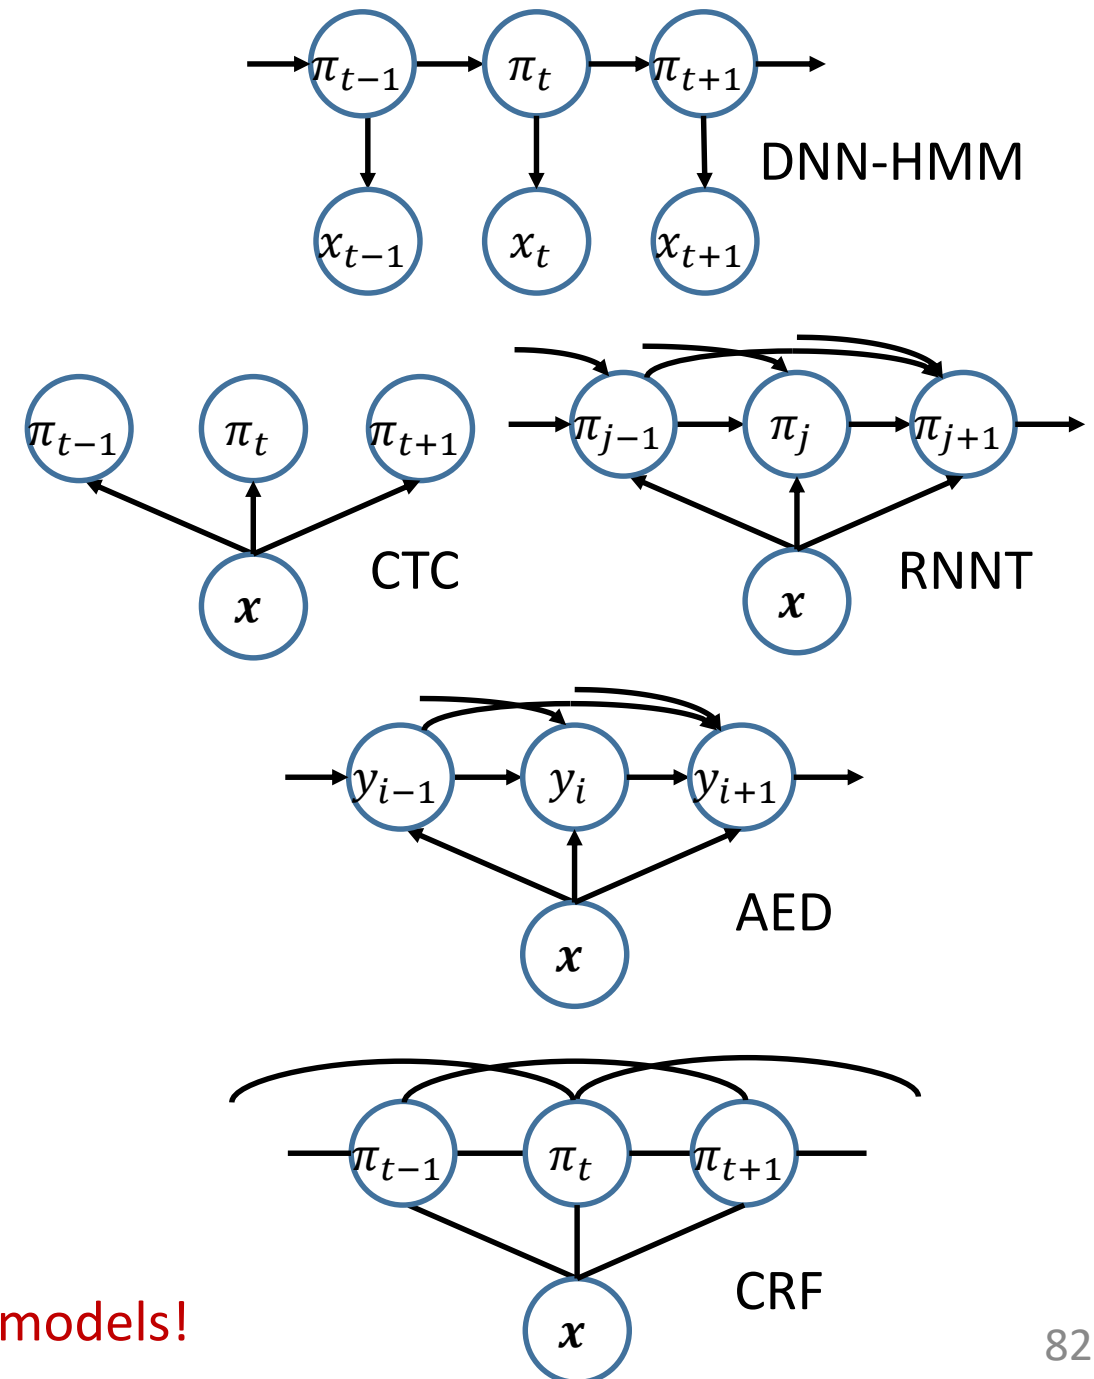 π_{t−1} π_t π_{t+1}
DNN-HMM
x_{t−1} x_t x_{t+1}
π_{t−1} π_t π_{t+1} π_{j−1} π_j π_{j+1}
CTC RNNT
x x
y_{i−1} y_i y_{i+1}
AED
x
π_{t−1} π_t π_{t+1}
CRF
models! x
82